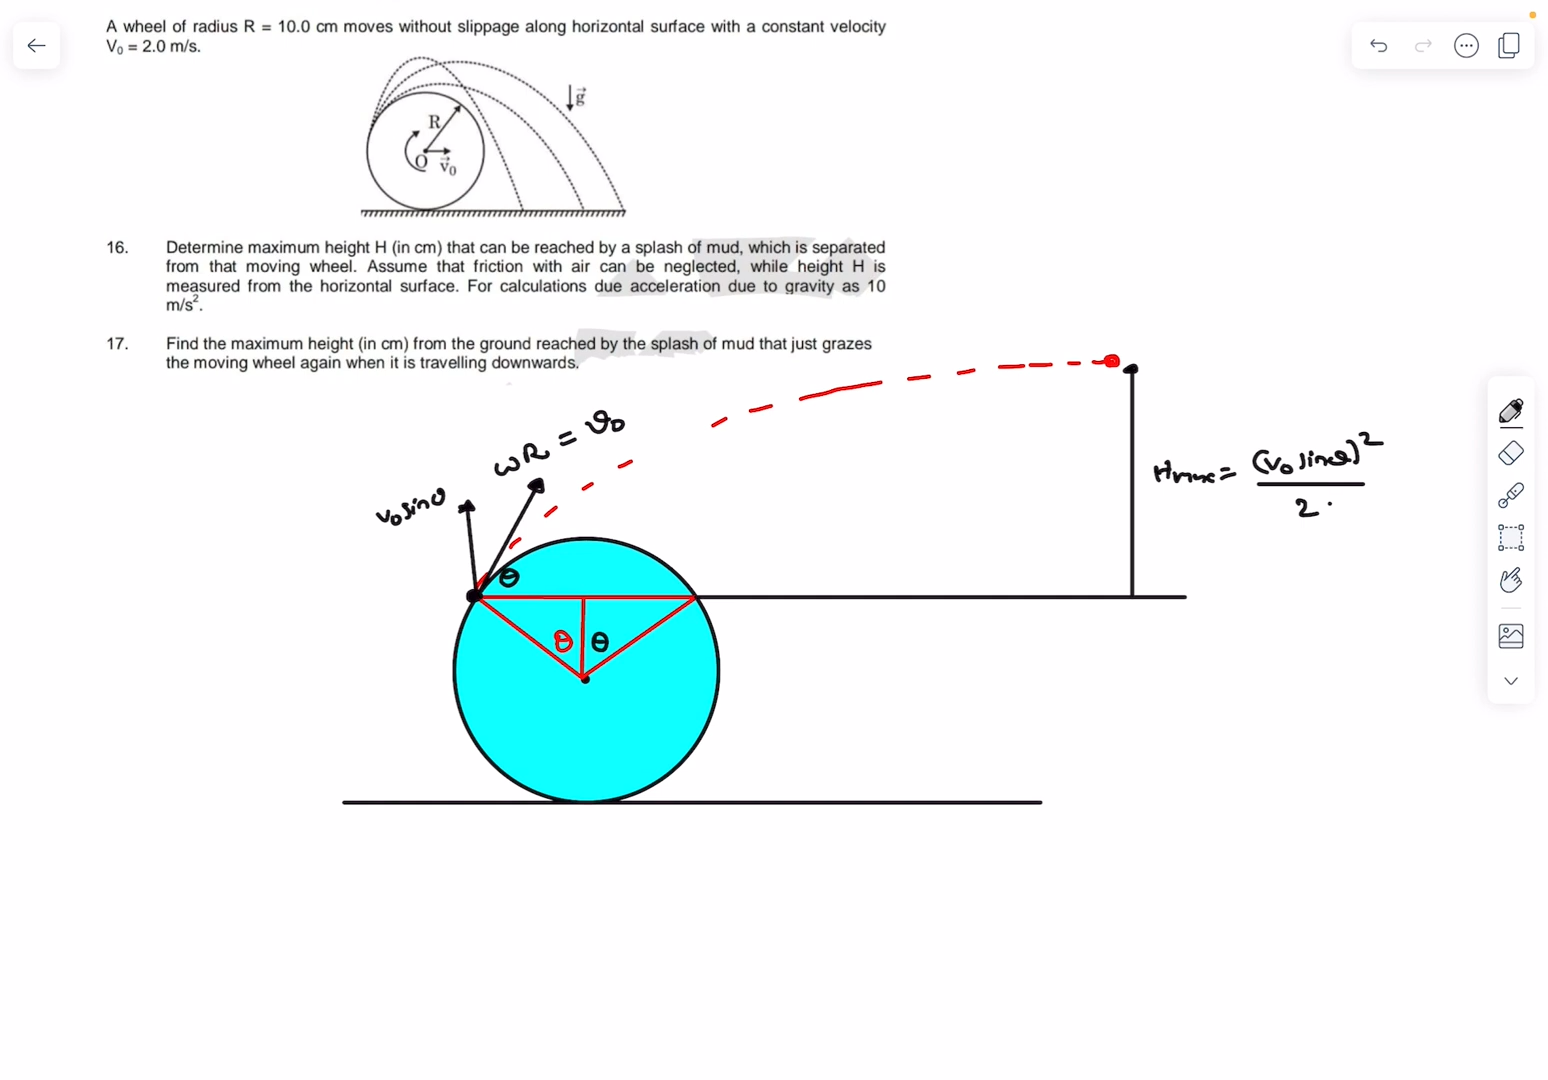 A wheel of radius R = 10.0 cm moves without slippage along horizontal surface with a constant velocity
V₀ = 2.0 m/s.
g⃗
R
O v⃗₀
16. Determine maximum height H (in cm) that can be reached by a splash of mud, which is separated
from that moving wheel. Assume that friction with air can be neglected, while height H is
measured from the horizontal surface. For calculations due acceleration due to gravity as 10
m/s².
17. Find the maximum height (in cm) from the ground reached by the splash of mud that just grazes
the moving wheel again when it is travelling downwards.
ωR = v₀
v₀sinθ
Hmax = (v₀ sinθ)²
2.
θ
θ θ